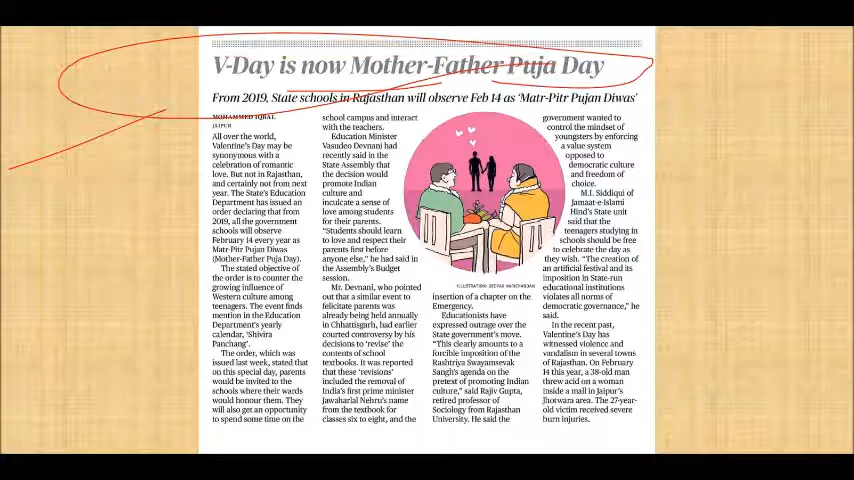 V-Day is now Mother-Father Puja Day
From 2019, State schools in Rajasthan will observe Feb 14 as ‘Matr-Pitr Pujan Diwas’
MOHAMMED IQBAL
JAIPUR
All over the world,
Valentine’s Day may be
synonymous with a
celebration of romantic
love. But not in Rajasthan,
and certainly not from next
year. The State’s Education
Department has issued an
order declaring that from
2019, all the government
schools will observe
February 14 every year as
Matr-Pitr Pujan Diwas
(Mother-Father Puja Day).
The stated objective of
the order is to counter the
growing influence of
Western culture among
teenagers. The event finds
mention in the Education
Department’s yearly
calendar, ‘Shivira
Panchang’.
The order, which was
issued last week, stated that
on this special day, parents
would be invited to the
schools where their wards
would honour them. They
will also get an opportunity
to spend some time on the
school campus and interact
with the teachers.
Education Minister
Vasudeo Devnani had
recently said in the
State Assembly that
the decision would
promote Indian
culture and
inculcate a sense of
love among students
for their parents.
“Students should learn
to love and respect their
parents first before
anyone else,” he had said in
the Assembly’s Budget
session.
Mr. Devnani, who pointed
out that a similar event to
felicitate parents was
already being held annually
in Chhattisgarh, had earlier
courted controversy by his
decisions to ‘revise’ the
contents of school
textbooks. It was reported
that these ‘revisions’
included the removal of
India’s first prime minister
Jawaharlal Nehru’s name
from the textbook for
classes six to eight, and the
ILLUSTRATION: DEEPAK HARICHANDAN
insertion of a chapter on the
Emergency.
Educationists have
expressed outrage over the
State government’s move.
“This clearly amounts to a
forcible imposition of the
Rashtriya Swayamsevak
Sangh’s agenda on the
pretext of promoting Indian
culture,” said Rajiv Gupta,
retired professor of
Sociology from Rajasthan
University. He said the
government wanted to
control the mindset of
youngsters by enforcing
a value system
opposed to
democratic culture
and freedom of
choice.
M.I. Siddiqui of
Jamaat-e-Islami
Hind’s State unit
said that the
teenagers studying in
schools should be free
to celebrate the day as
they wish. “The creation of
an artificial festival and its
imposition in State-run
educational institutions
violates all norms of
democratic governance,” he
said.
In the recent past,
Valentine’s Day has
witnessed violence and
vandalism in several towns
of Rajasthan. On February
14 this year, a 38-old man
threw acid on a woman
inside a mall in Jaipur’s
Jhotwara area. The 27-year-
old victim received severe
burn injuries.